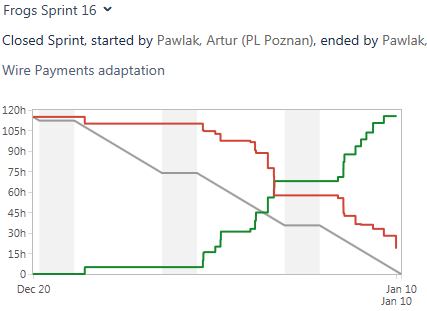 Frogs Sprint 16
Closed Sprint, started by Pawlak, Artur (PL Poznan), ended by Pawlak,
Wire Payments adaptation
120h
105h
90h
75h
60h
45h
30h
15h
0
Dec 20
Jan 10
Jan 10